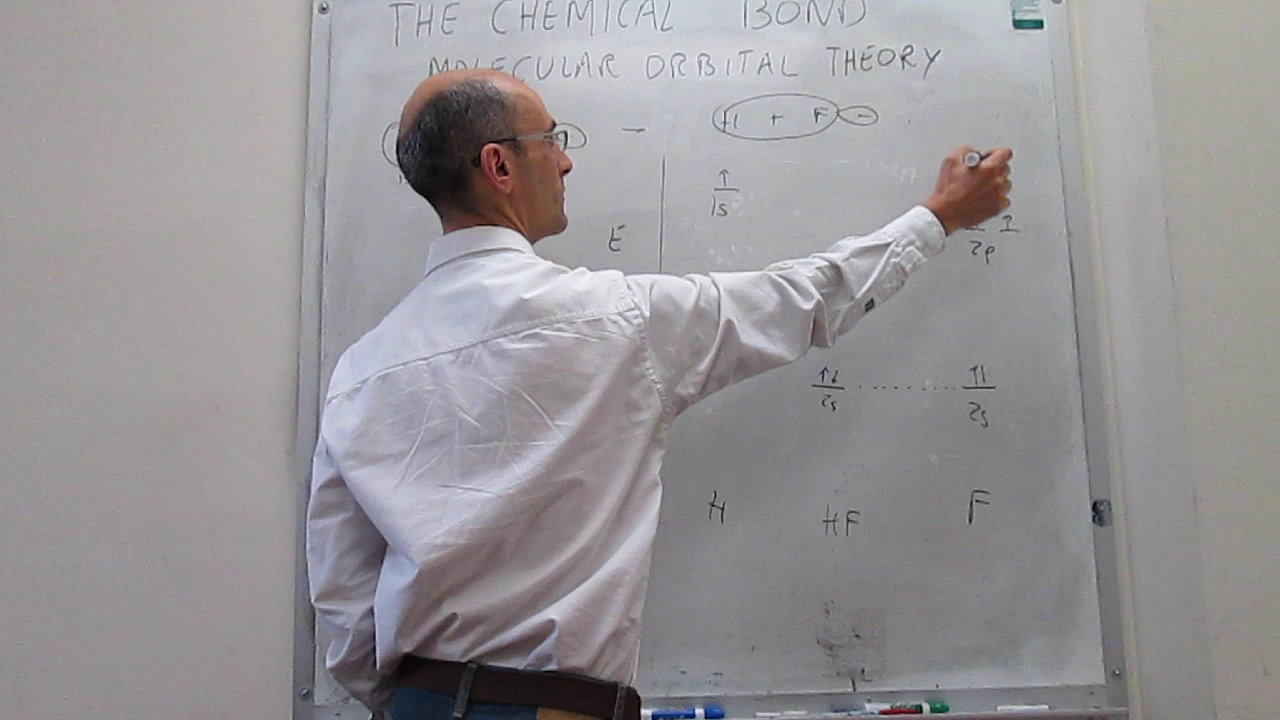 THE CHEMICAL BOND
MOLECULAR ORBITAL THEORY
H + F -
-
↑
1s
E
2p
↑↓ ........ ↑↓
2s 2s
H HF F